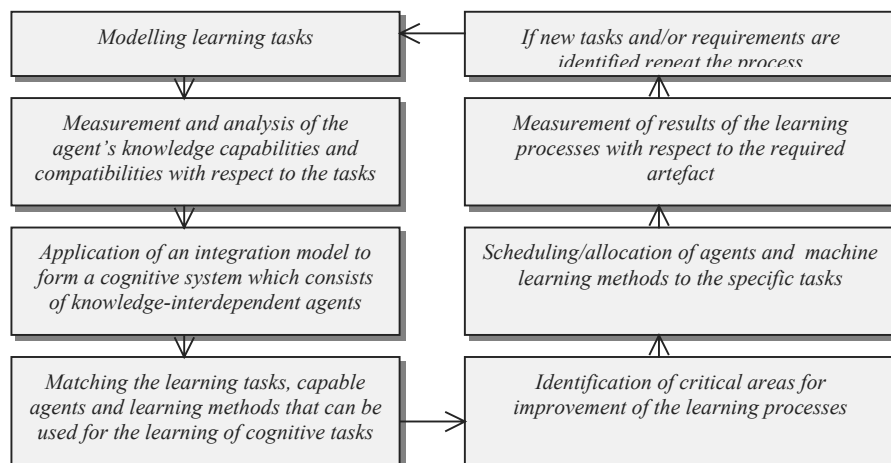 Modelling learning tasks
Measurement and analysis of the
agent's knowledge capabilities and
compatibilities with respect to the tasks
Application of an integration model to
form a cognitive system which consists
of knowledge-interdependent agents
Matching the learning tasks, capable
agents and learning methods that can be
used for the learning of cognitive tasks
Identification of critical areas for
improvement of the learning processes
Scheduling/allocation of agents and machine
learning methods to the specific tasks
Measurement of results of the learning
processes with respect to the required
artefact
If new tasks and/or requirements are
identified repeat the process